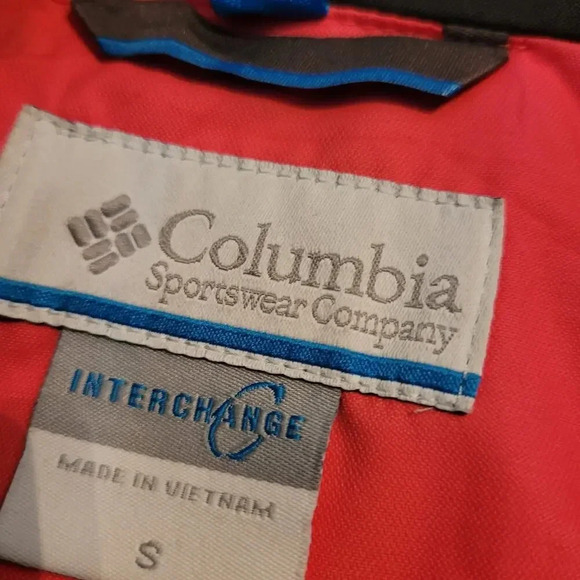 Columbia
Sportswear Company
INTERCHANGE
MADE IN VIETNAM
S